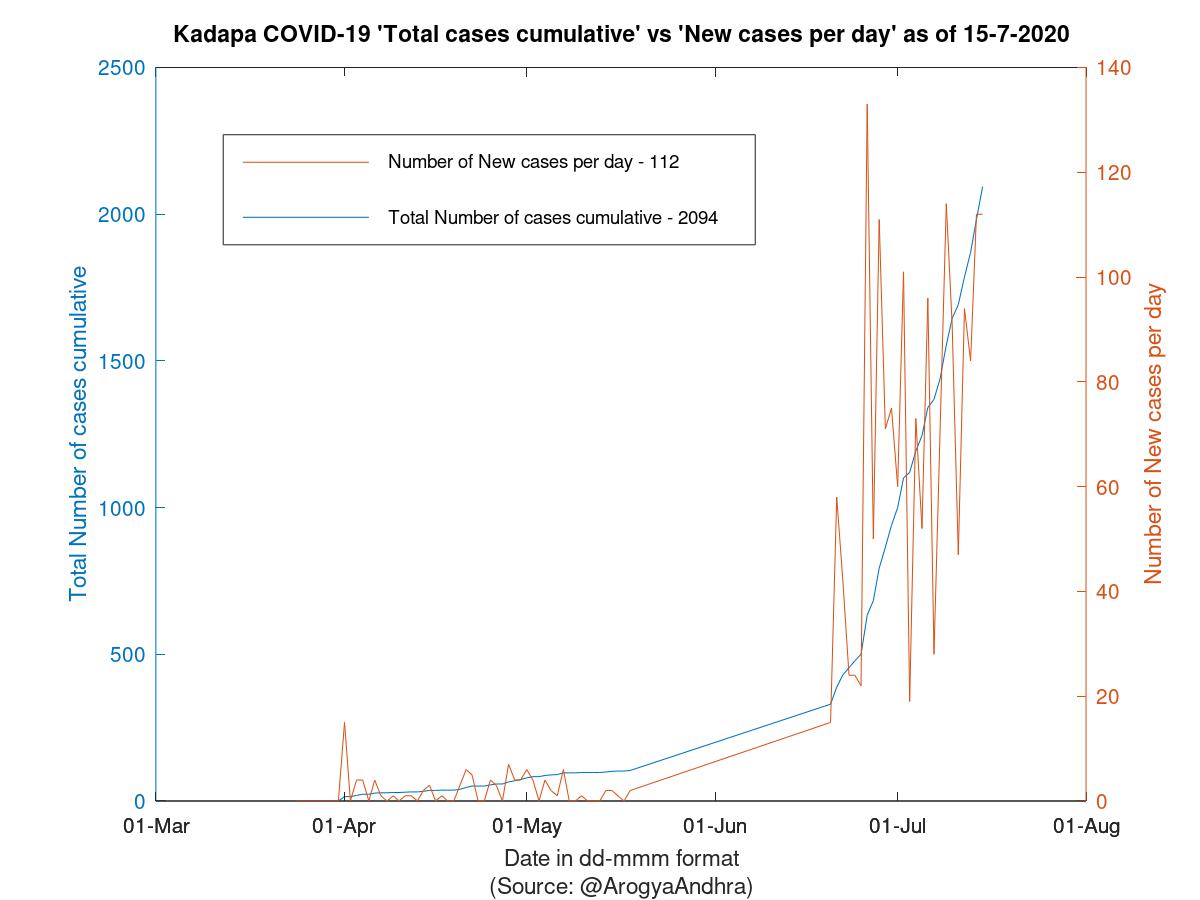 Kadapa COVID-19 'Total cases cumulative' vs 'New cases per day' as of 15-7-2020
2500
2000
1500
1000
500
0
Total Number of cases cumulative
Number of New cases per day - 112
Total Number of cases cumulative - 2094
140
120
100
80
60
40
20
0
Number of New cases per day
01-Mar 01-Apr 01-May 01-Jun 01-Jul 01-Aug
Date in dd-mmm format
(Source: @ArogyaAndhra)